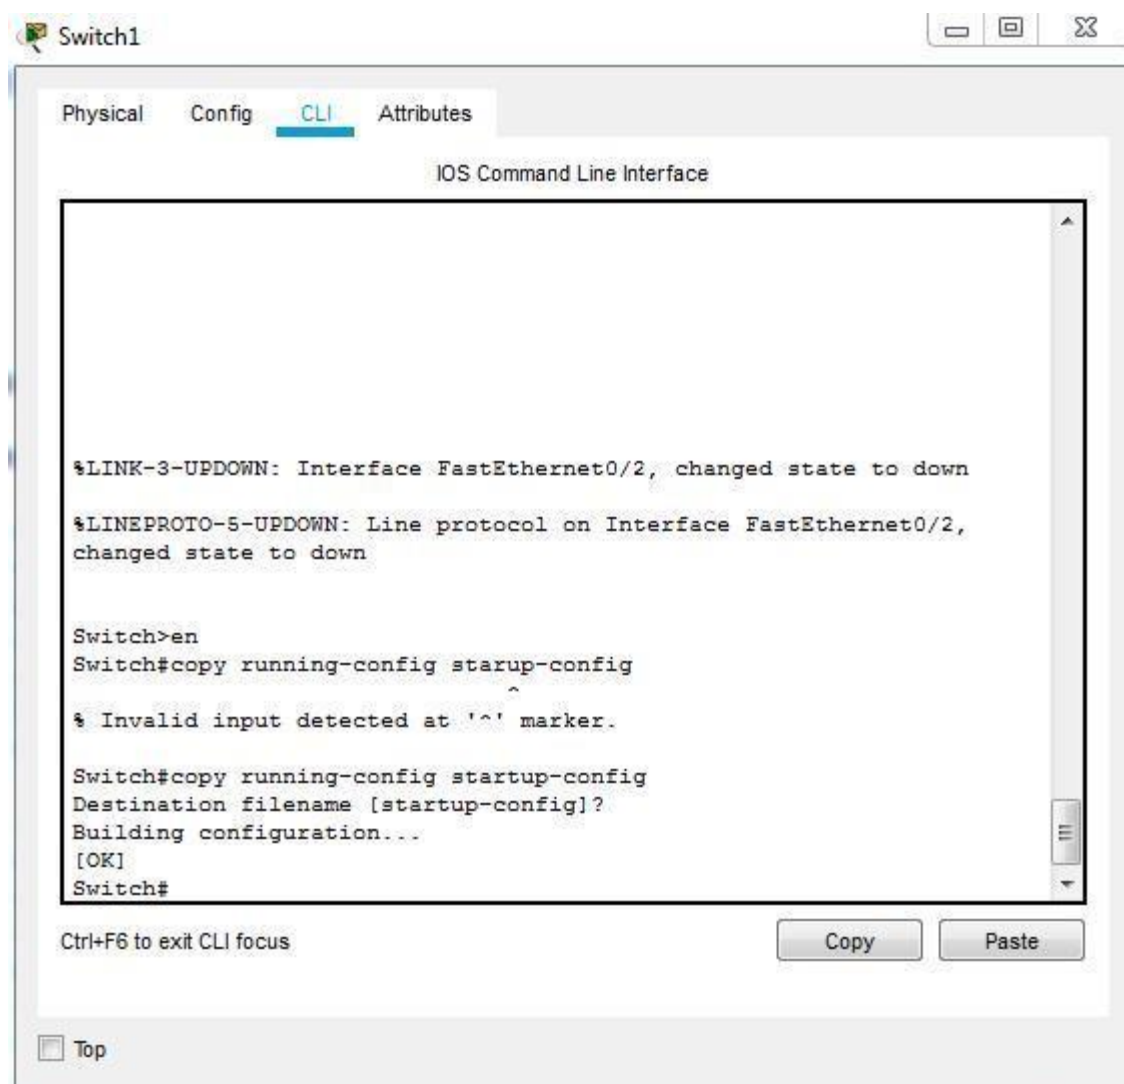 Switch1
Physical Config CLI Attributes
IOS Command Line Interface
%LINK-3-UPDOWN: Interface FastEthernet0/2, changed state to down
%LINEPROTO-5-UPDOWN: Line protocol on Interface FastEthernet0/2,
changed state to down
Switch>en
Switch#copy running-config starup-config
^
% Invalid input detected at '^' marker.
Switch#copy running-config startup-config
Destination filename [startup-config]?
Building configuration...
[OK]
Switch#
Ctrl+F6 to exit CLI focus
Copy Paste
Top